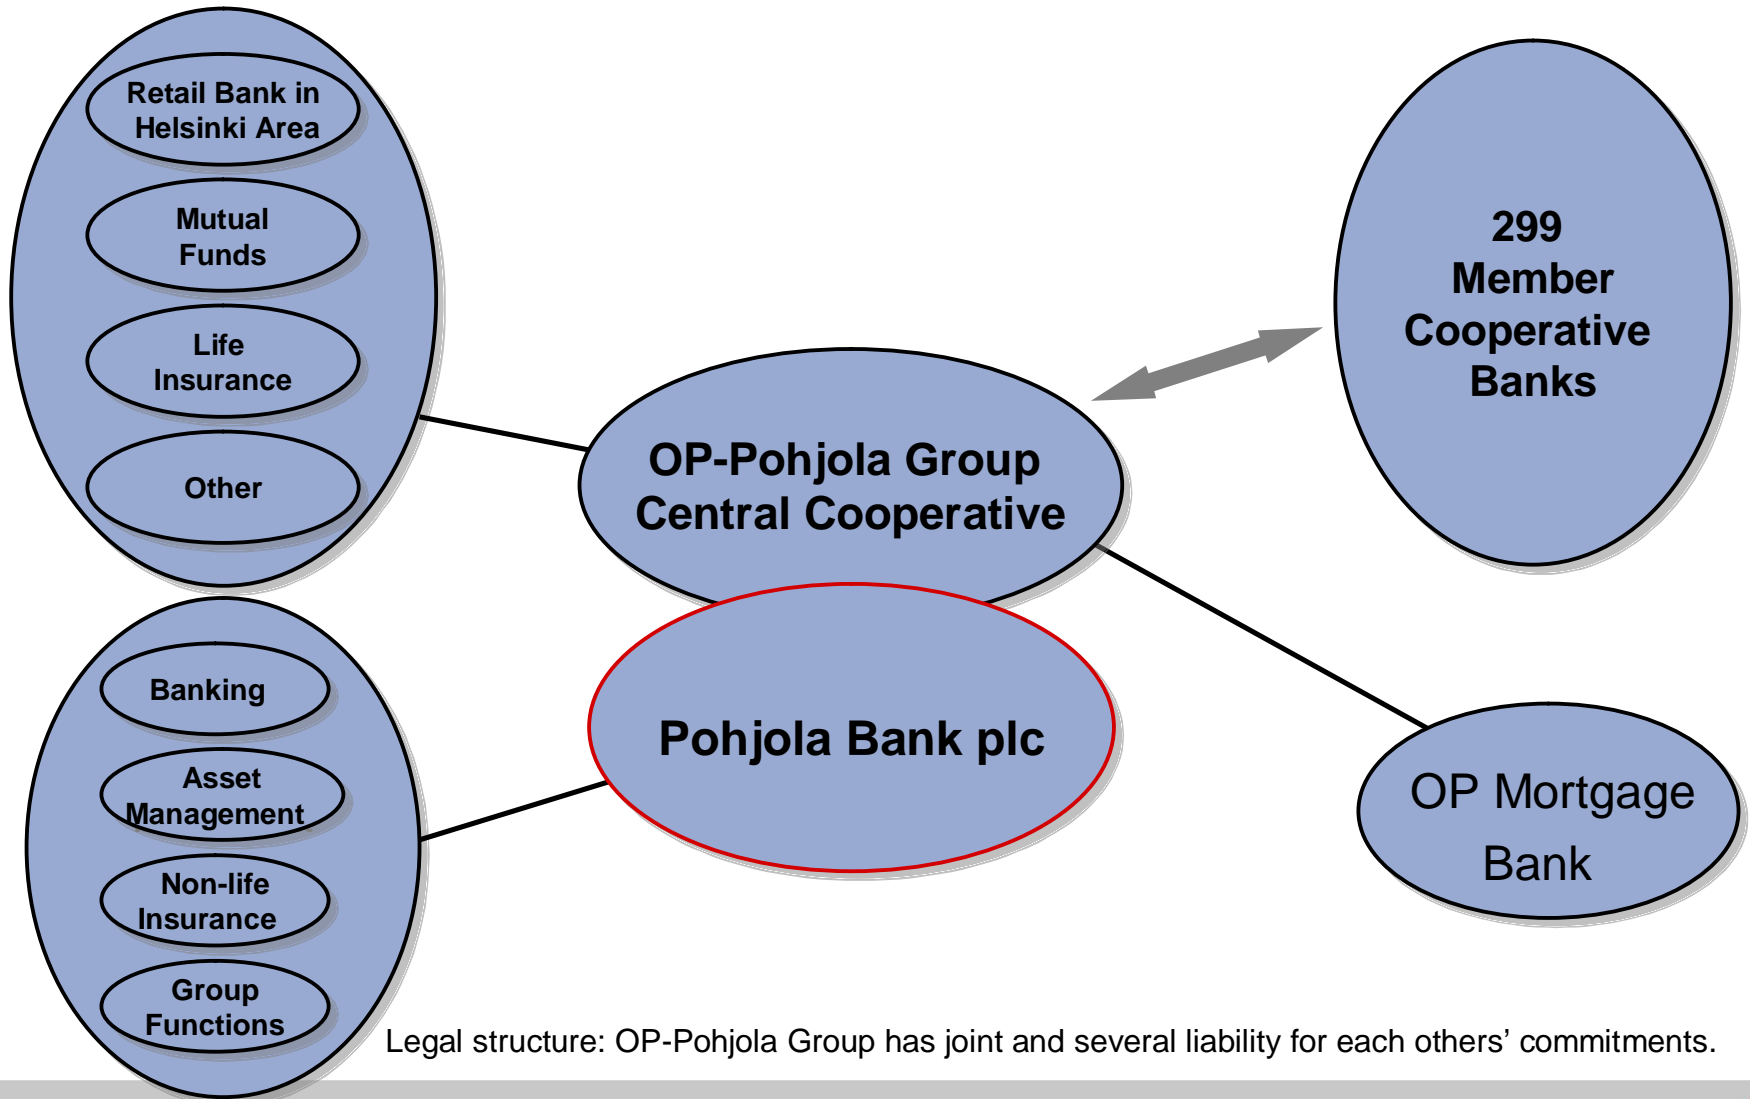 Retail Bank in
Helsinki Area
Mutual
Funds
Life
Insurance
Other
299
Member
Cooperative
Banks
OP-Pohjola Group
Central Cooperative
Banking
Asset
Management
Non-life
Insurance
Group
Functions
Pohjola Bank plc
OP Mortgage
Bank
Legal structure: OP-Pohjola Group has joint and several liability for each others’ commitments.